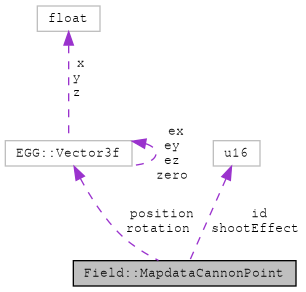 float
x
y
z
EGG::Vector3f
ex
ey
ez
zero
u16
position
rotation
id
shootEffect
Field::MapdataCannonPoint